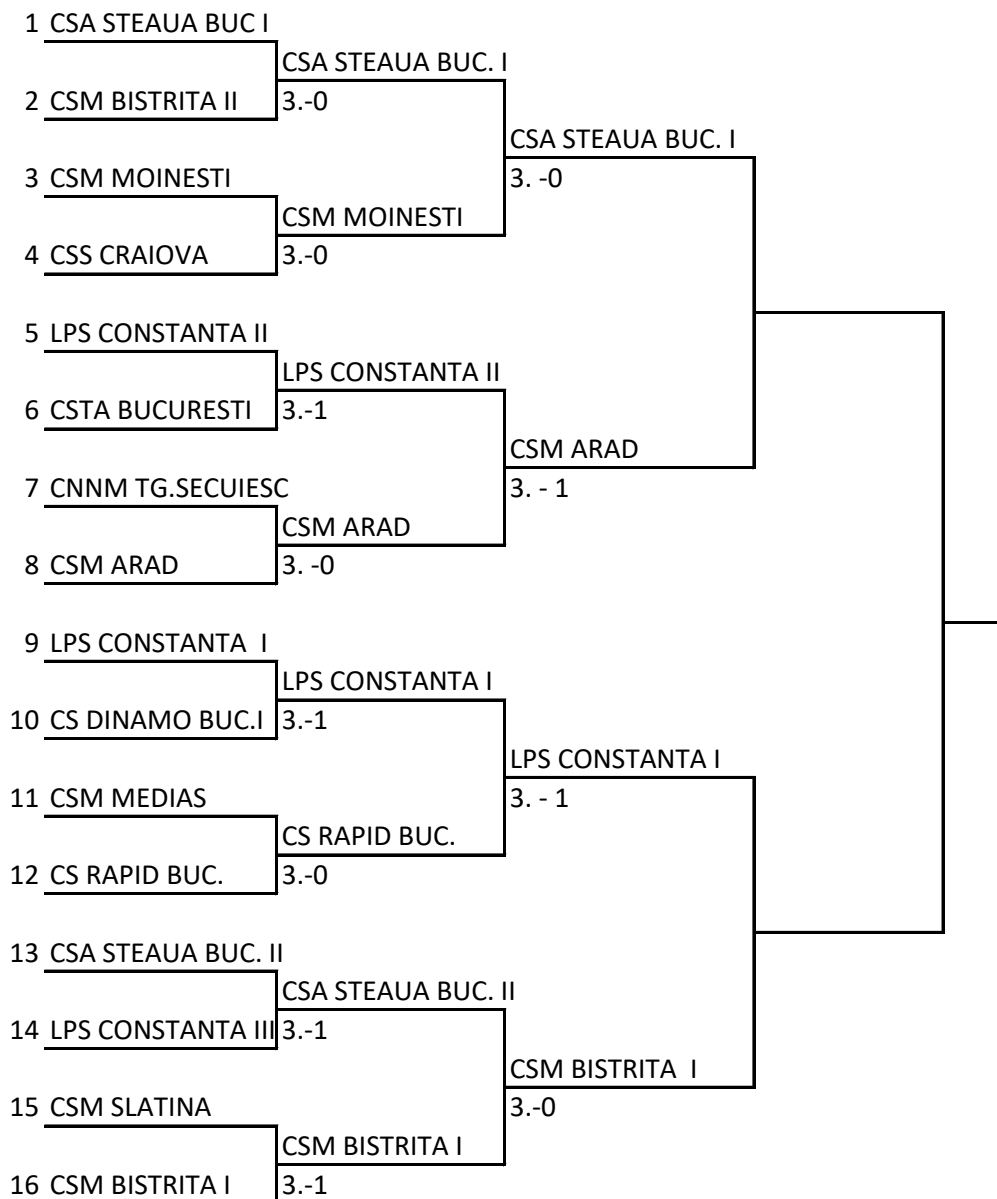 1 CSA STEAUA BUC I
CSA STEAUA BUC. I
2 CSM BISTRITA II 3.-0
CSA STEAUA BUC. I
3 CSM MOINESTI 3. -0
CSM MOINESTI
4 CSS CRAIOVA 3.-0
5 LPS CONSTANTA II
LPS CONSTANTA II
6 CSTA BUCURESTI 3.-1
CSM ARAD
7 CNNM TG.SECUIESC 3. - 1
CSM ARAD
8 CSM ARAD 3. -0
9 LPS CONSTANTA  I
LPS CONSTANTA I
10 CS DINAMO BUC.I 3.-1
LPS CONSTANTA I
11 CSM MEDIAS 3. - 1
CS RAPID BUC.
12 CS RAPID BUC. 3.-0
13 CSA STEAUA BUC. II
CSA STEAUA BUC. II
14 LPS CONSTANTA III 3.-1
CSM BISTRITA  I
15 CSM SLATINA 3.-0
CSM BISTRITA I
16 CSM BISTRITA I 3.-1